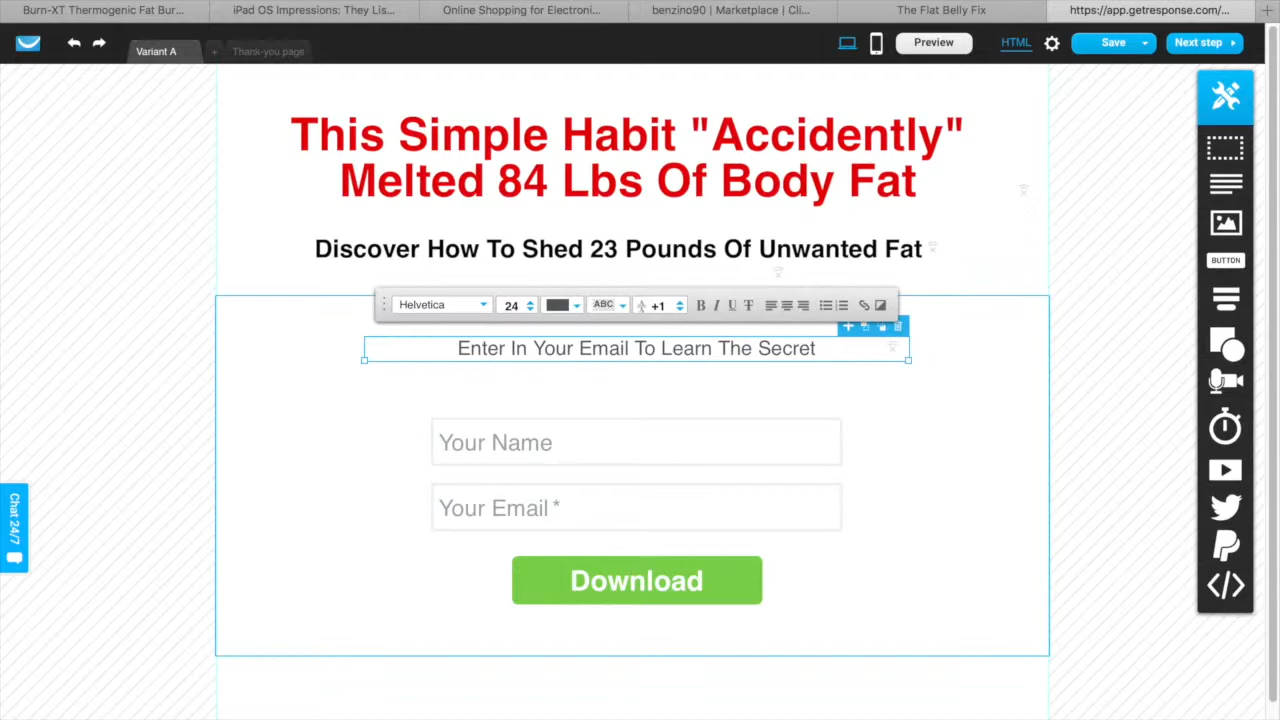 Burn-XT Thermogenic Fat Bur...
iPad OS Impressions: They Lis...
Online Shopping for Electroni...
benzino90 | Marketplace | Cli...
The Flat Belly Fix
https://app.getresponse.com/...
Variant A
+ Thank-you page
Preview
HTML
Save
Next step
This Simple Habit "Accidently"
Melted 84 Lbs Of Body Fat
Discover How To Shed 23 Pounds Of Unwanted Fat
Helvetica 24 ABC +1 B I U T
Enter In Your Email To Learn The Secret
BUTTON
Your Name
Your Email *
Chat 24/7
Download